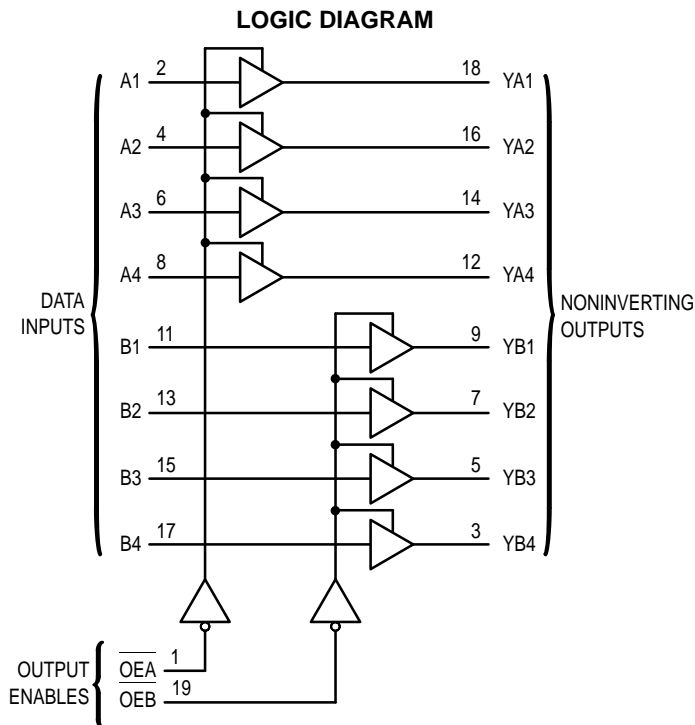 LOGIC DIAGRAM
A1 2 18 YA1
A2 4 16 YA2
A3 6 14 YA3
A4 8 12 YA4
DATA
INPUTS
NONINVERTING
OUTPUTS
B1 11 9 YB1
B2 13 7 YB2
B3 15 5 YB3
B4 17 3 YB4
OUTPUT
ENABLES
OEA 1
OEB 19